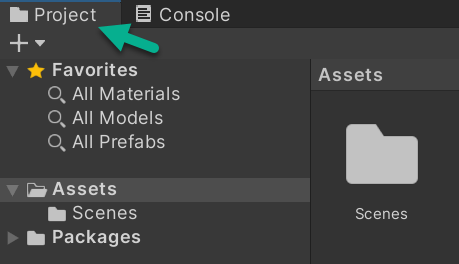 Project
Console
Favorites
All Materials
All Models
All Prefabs
Assets
Scenes
Packages
Assets
Scenes